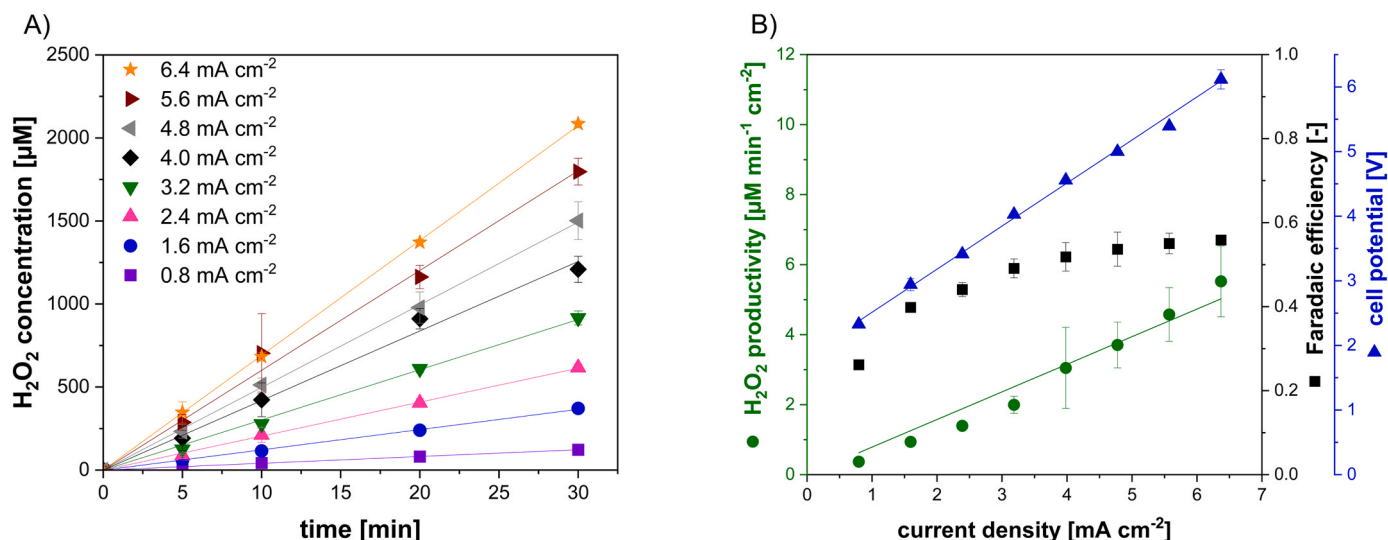 A)
H₂O₂ concentration [µM]
2500
2000
1500
1000
500
0
6.4 mA cm⁻²
5.6 mA cm⁻²
4.8 mA cm⁻²
4.0 mA cm⁻²
3.2 mA cm⁻²
2.4 mA cm⁻²
1.6 mA cm⁻²
0.8 mA cm⁻²
0 5 10 15 20 25 30
time [min]
B)
H₂O₂ productivity [µM min⁻¹ cm⁻²]
12
10
8
6
4
2
0
0 1 2 3 4 5 6 7
current density [mA cm⁻²]
1.0
0.8
0.6
0.4
0.2
0.0
Faradaic efficiency [-]
6
5
4
3
2
1
0
cell potential [V]